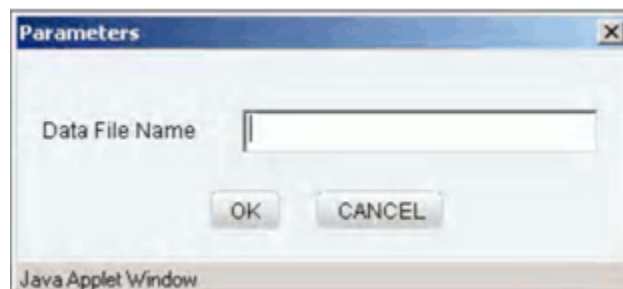 Parameters
Data File Name
OK CANCEL
Java Applet Window